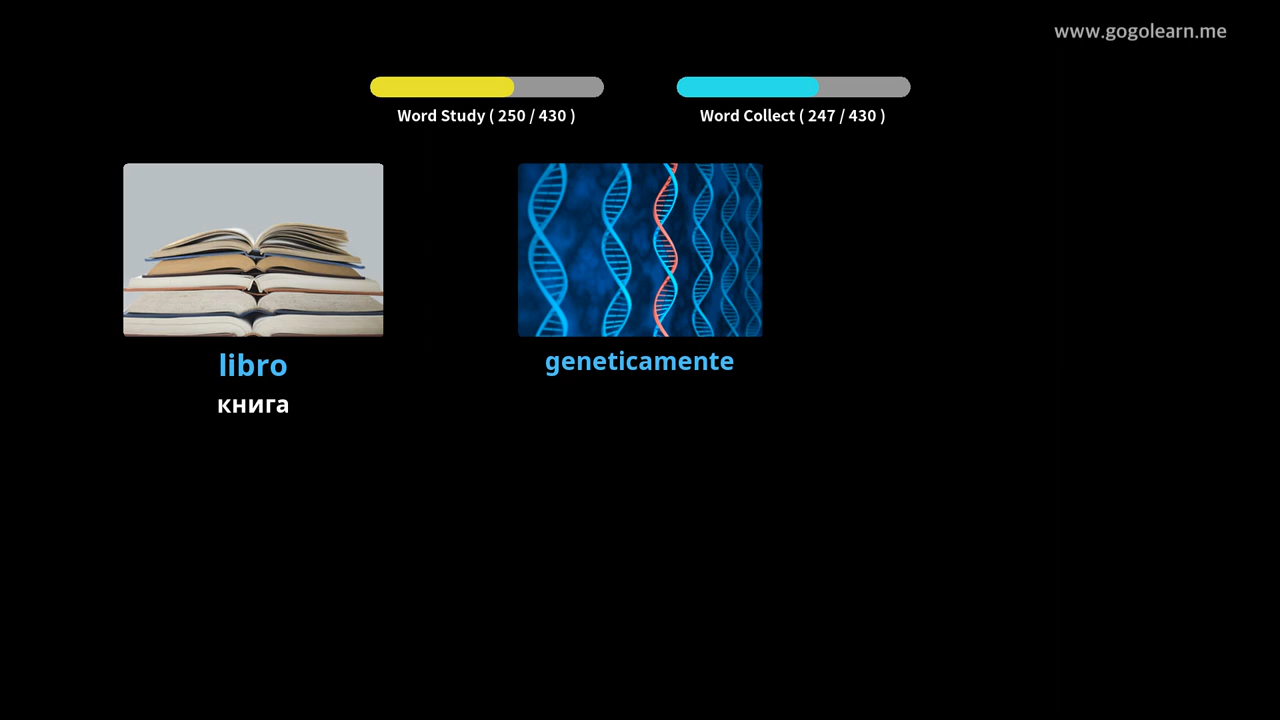 www.gogolearn.me
Word Study ( 250 / 430 )
Word Collect ( 247 / 430 )
libro
книга
geneticamente